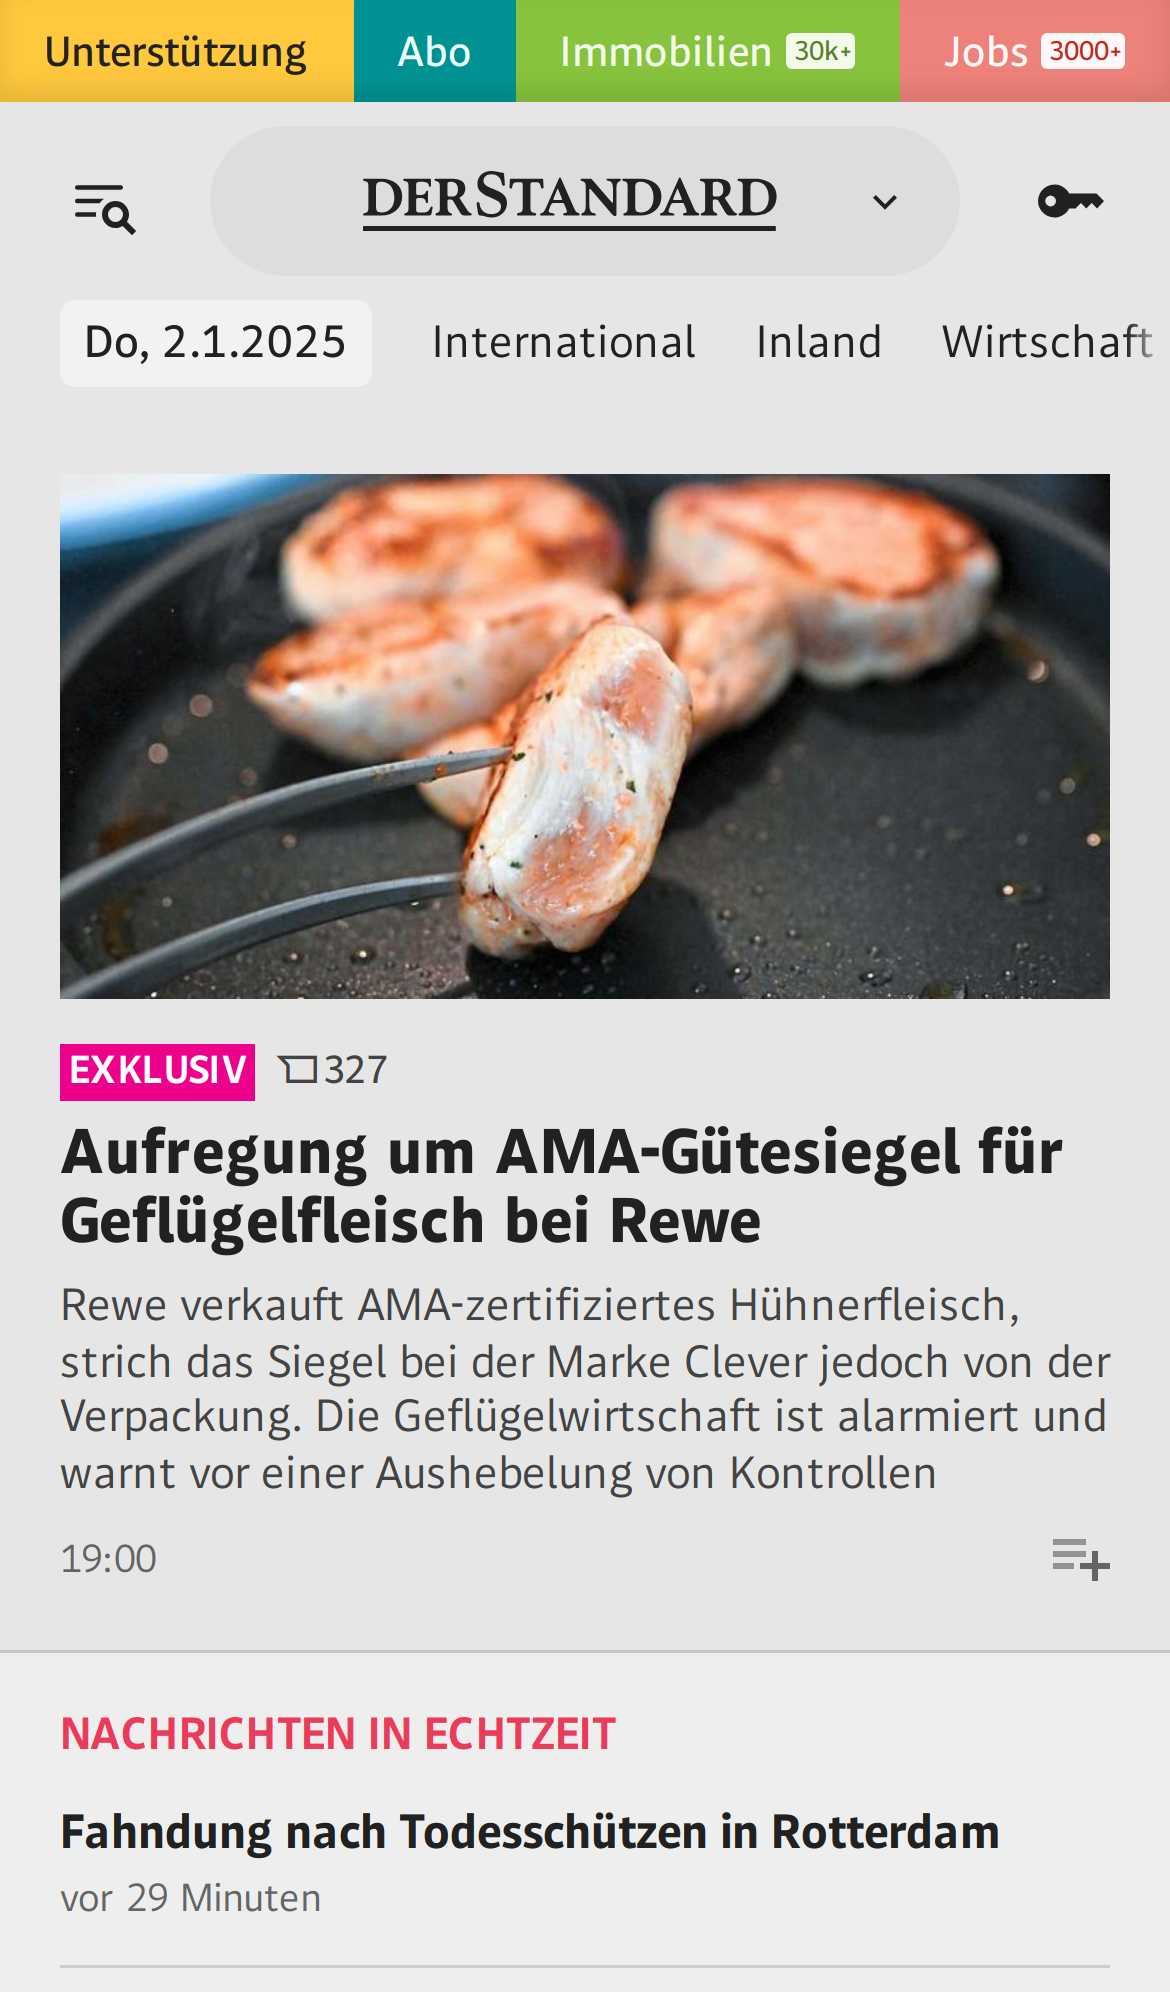 Unterstützung
Abo
Immobilien 30k+
Jobs 3000+
DERSTANDARD
Do, 2.1.2025
International
Inland
Wirtschaft
EXKLUSIV 327
Aufregung um AMA-Gütesiegel für
Geflügelfleisch bei Rewe
Rewe verkauft AMA-zertifiziertes Hühnerfleisch,
strich das Siegel bei der Marke Clever jedoch von der
Verpackung. Die Geflügelwirtschaft ist alarmiert und
warnt vor einer Aushebelung von Kontrollen
19:00
NACHRICHTEN IN ECHTZEIT
Fahndung nach Todesschützen in Rotterdam
vor 29 Minuten